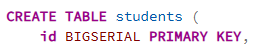 CREATE TABLE students (
    id BIGSERIAL PRIMARY KEY,